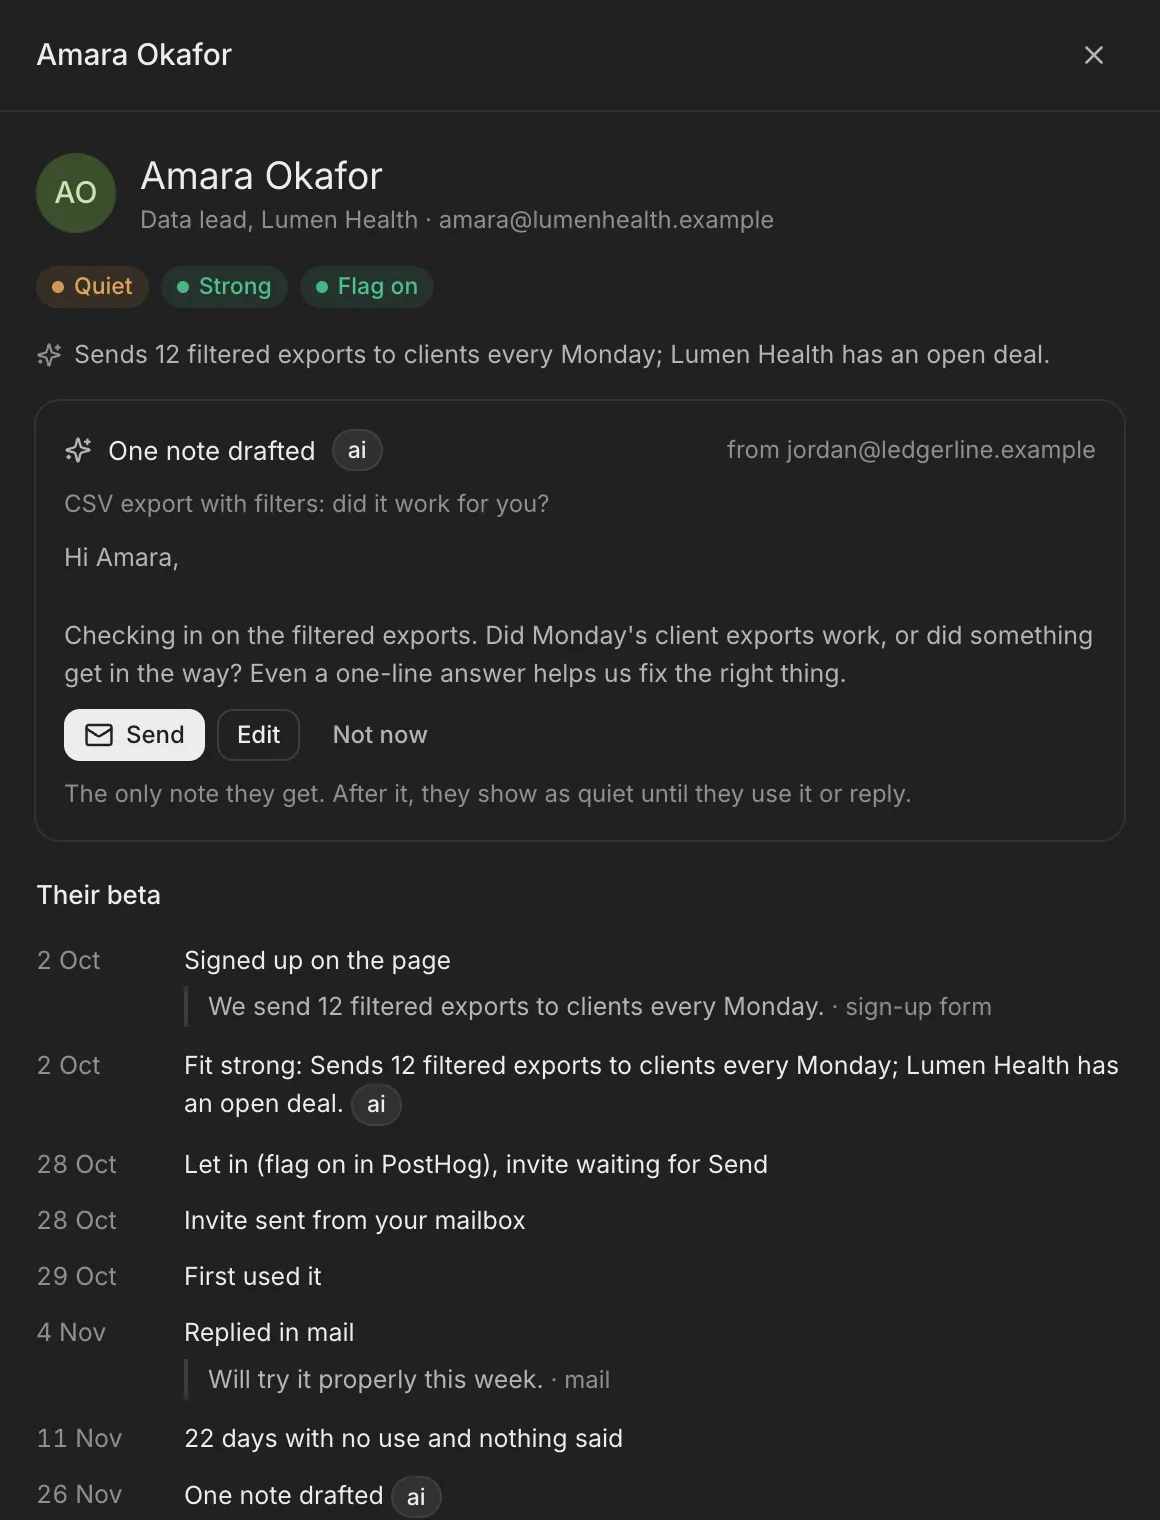 Amara Okafor
AO
Amara Okafor
Data lead, Lumen Health · amara@lumenhealth.example
Quiet
Strong
Flag on
Sends 12 filtered exports to clients every Monday; Lumen Health has an open deal.
One note drafted ai
from jordan@ledgerline.example
CSV export with filters: did it work for you?
Hi Amara,
Checking in on the filtered exports. Did Monday's client exports work, or did something
get in the way? Even a one-line answer helps us fix the right thing.
Send
Edit
Not now
The only note they get. After it, they show as quiet until they use it or reply.
Their beta
2 Oct
Signed up on the page
We send 12 filtered exports to clients every Monday. · sign-up form
2 Oct
Fit strong: Sends 12 filtered exports to clients every Monday; Lumen Health has
an open deal. ai
28 Oct
Let in (flag on in PostHog), invite waiting for Send
28 Oct
Invite sent from your mailbox
29 Oct
First used it
4 Nov
Replied in mail
Will try it properly this week. · mail
11 Nov
22 days with no use and nothing said
26 Nov
One note drafted ai